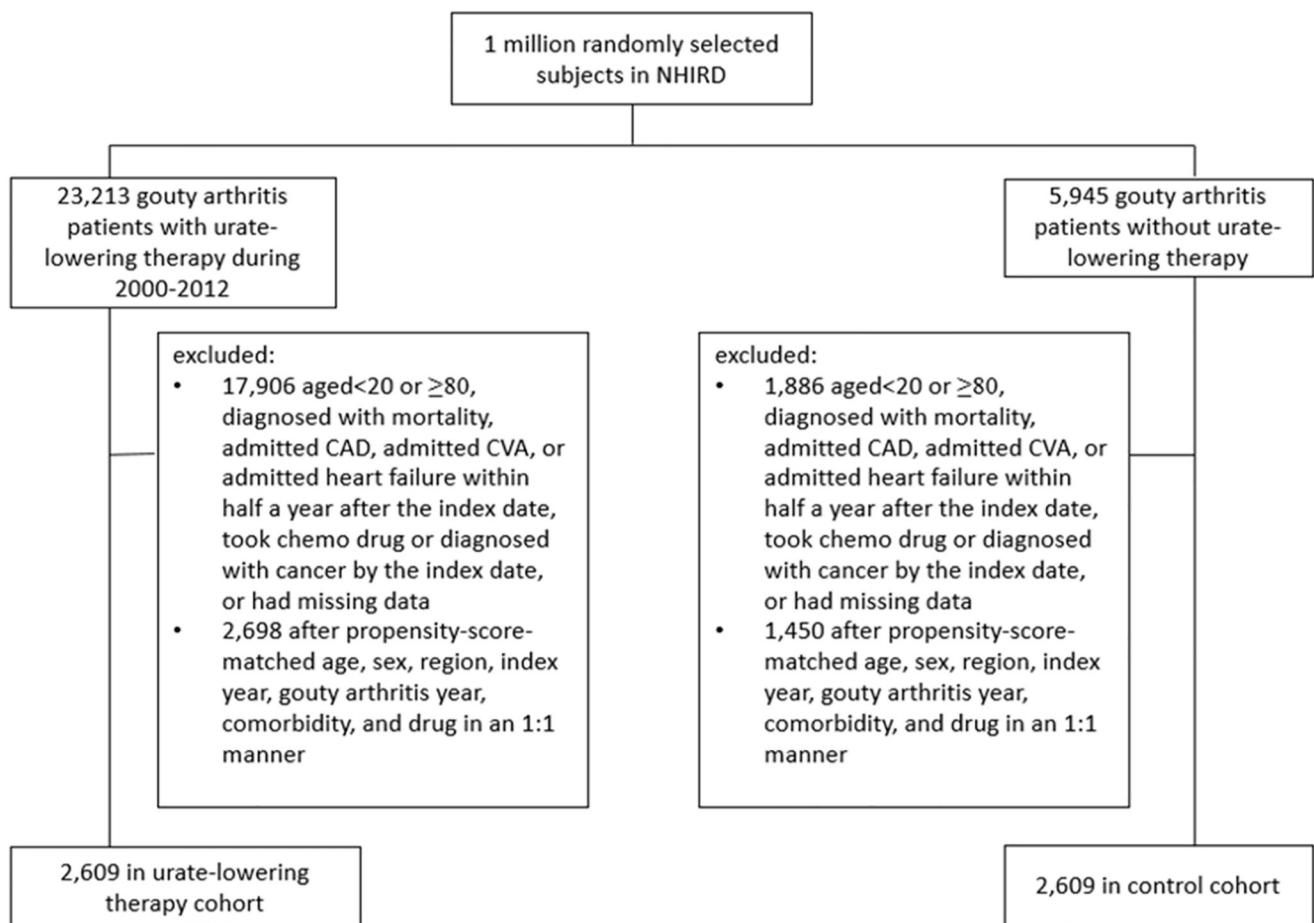 1 million randomly selected
subjects in NHIRD
23,213 gouty arthritis
patients with urate-
lowering therapy during
2000-2012
5,945 gouty arthritis
patients without urate-
lowering therapy
excluded:
• 17,906 aged<20 or ≥80,
diagnosed with mortality,
admitted CAD, admitted CVA, or
admitted heart failure within
half a year after the index date,
took chemo drug or diagnosed
with cancer by the index date,
or had missing data
• 2,698 after propensity-score-
matched age, sex, region, index
year, gouty arthritis year,
comorbidity, and drug in an 1:1
manner
excluded:
• 1,886 aged<20 or ≥80,
diagnosed with mortality,
admitted CAD, admitted CVA, or
admitted heart failure within
half a year after the index date,
took chemo drug or diagnosed
with cancer by the index date,
or had missing data
• 1,450 after propensity-score-
matched age, sex, region, index
year, gouty arthritis year,
comorbidity, and drug in an 1:1
manner
2,609 in urate-lowering
therapy cohort
2,609 in control cohort